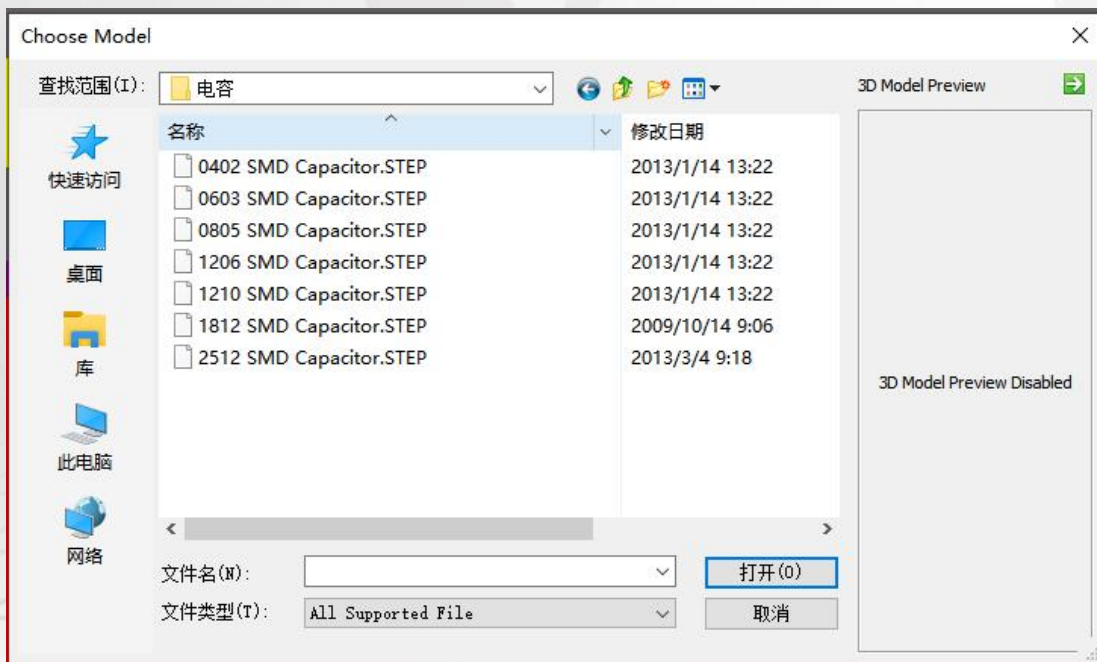 Choose Model
查找范围(I):
电容
3D Model Preview
快速访问
桌面
库
此电脑
网络
名称 修改日期
0402 SMD Capacitor.STEP 2013/1/14 13:22
0603 SMD Capacitor.STEP 2013/1/14 13:22
0805 SMD Capacitor.STEP 2013/1/14 13:22
1206 SMD Capacitor.STEP 2013/1/14 13:22
1210 SMD Capacitor.STEP 2013/1/14 13:22
1812 SMD Capacitor.STEP 2009/10/14 9:06
2512 SMD Capacitor.STEP 2013/3/4 9:18
3D Model Preview Disabled
文件名(N): 打开(O)
文件类型(T): All Supported File 取消